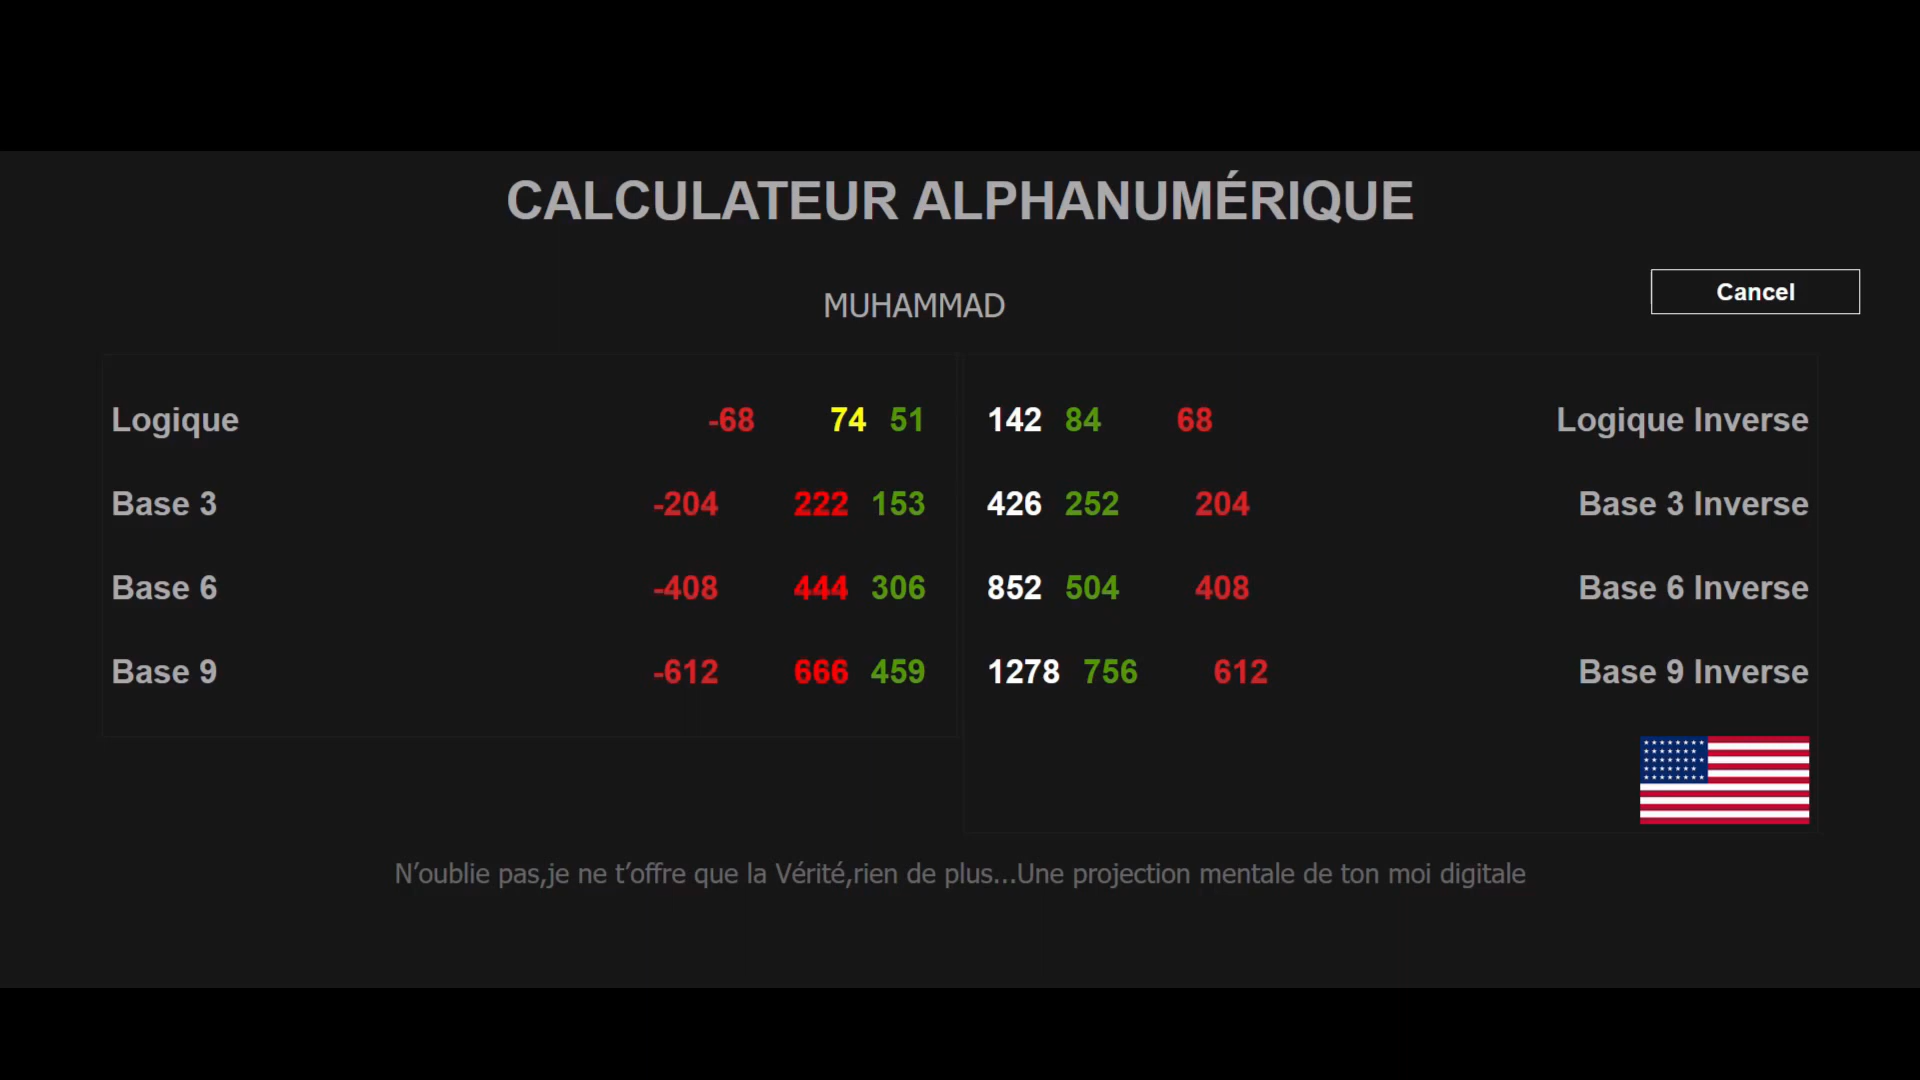 CALCULATEUR ALPHANUMÉRIQUE
MUHAMMAD
Cancel
Logique -68 74 51 142 84 68 Logique Inverse
Base 3 -204 222 153 426 252 204 Base 3 Inverse
Base 6 -408 444 306 852 504 408 Base 6 Inverse
Base 9 -612 666 459 1278 756 612 Base 9 Inverse
N’oublie pas,je ne t’offre que la Vérité,rien de plus...Une projection mentale de ton moi digitale